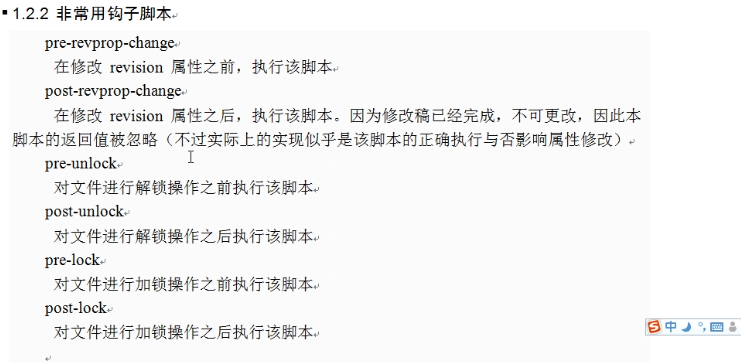 1.2.2 非常用钩子脚本
pre-revprop-change
在修改 revision 属性之前，执行该脚本
post-revprop-change
在修改 revision 属性之后，执行该脚本。因为修改稿已经完成，不可更改，因此本
脚本的返回值被忽略（不过实际上的实现似乎是该脚本的正确执行与否影响属性修改）
pre-unlock
对文件进行解锁操作之前执行该脚本
post-unlock
对文件进行解锁操作之后执行该脚本
pre-lock
对文件进行加锁操作之前执行该脚本
post-lock
对文件进行加锁操作之后执行该脚本
S 中